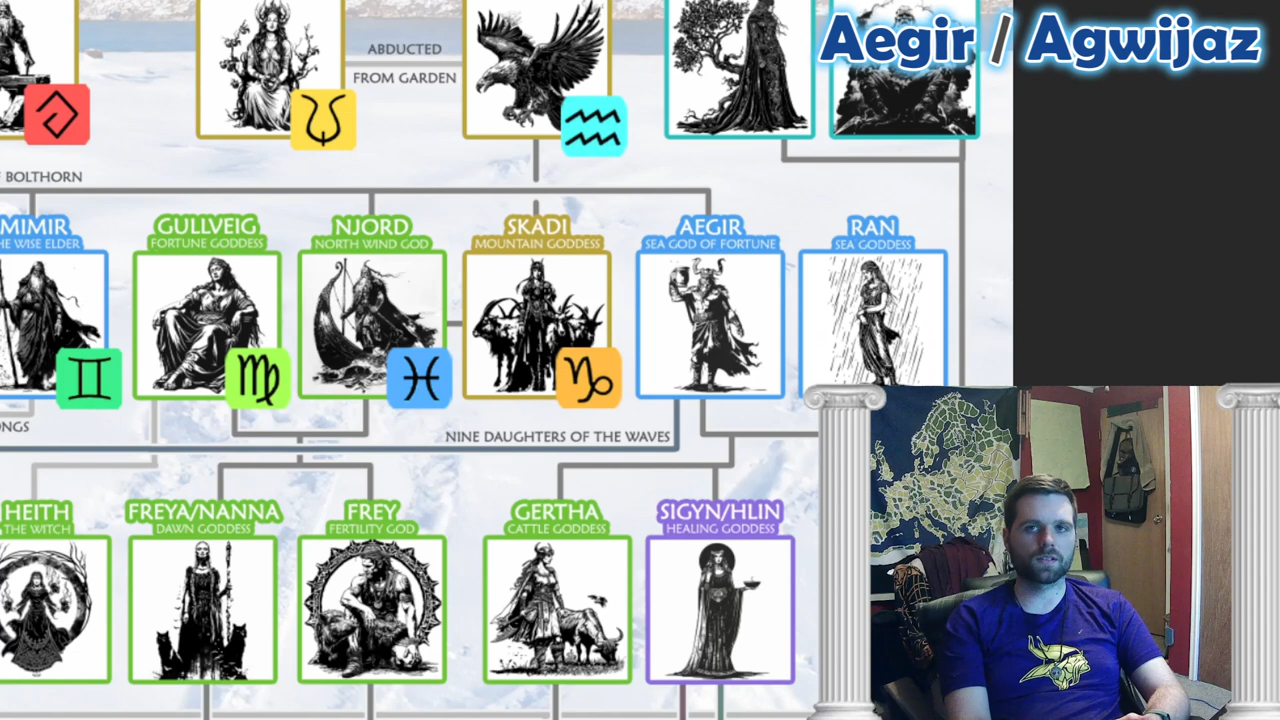 Aegir / Agwijaz
ABDUCTED
FROM GARDEN
F BOLTHORN
MIMIR
HE WISE ELDER
GULLVEIG
FORTUNE GODDESS
NJORD
NORTH WIND GOD
SKADI
MOUNTAIN GODDESS
AEGIR
SEA GOD OF FORTUNE
RAN
SEA GODDESS
ONGS
NINE DAUGHTERS OF THE WAVES
HEITH
THE WITCH
FREYA/NANNA
DAWN GODDESS
FREY
FERTILITY GOD
GERTHA
CATTLE GODDESS
SIGYN/HLIN
HEALING GODDESS